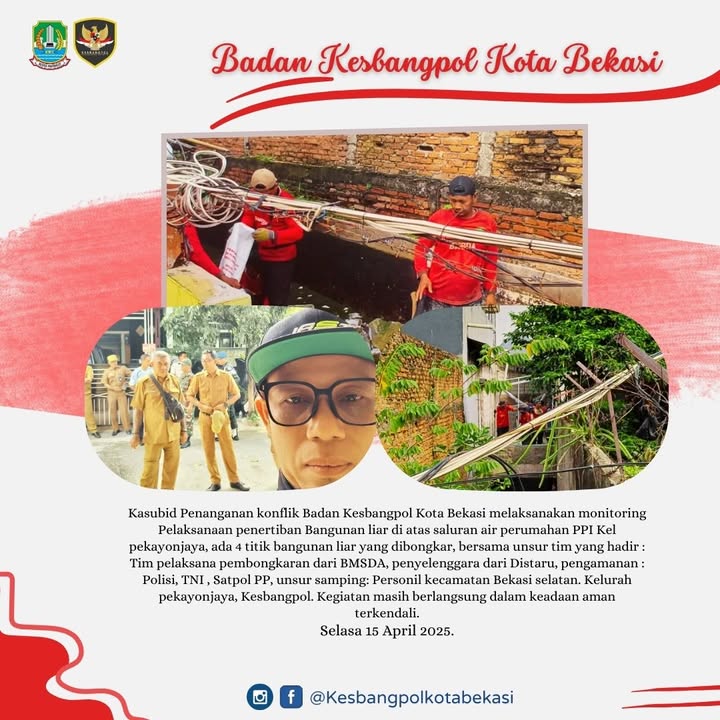 Badan Kesbangpol Kota Bekasi
Kasubid Penanganan konflik Badan Kesbangpol Kota Bekasi melaksanakan monitoring
Pelaksanaan penertiban Bangunan liar di atas saluran air perumahan PPI Kel
pekayonjaya, ada 4 titik bangunan liar yang dibongkar, bersama unsur tim yang hadir :
Tim pelaksana pembongkaran dari BMSDA, penyelenggara dari Distaru, pengamanan :
Polisi, TNI , Satpol PP, unsur samping: Personil kecamatan Bekasi selatan. Kelurah
pekayonjaya, Kesbangpol. Kegiatan masih berlangsung dalam keadaan aman
terkendali.
Selasa 15 April 2025.
@Kesbangpolkotabekasi